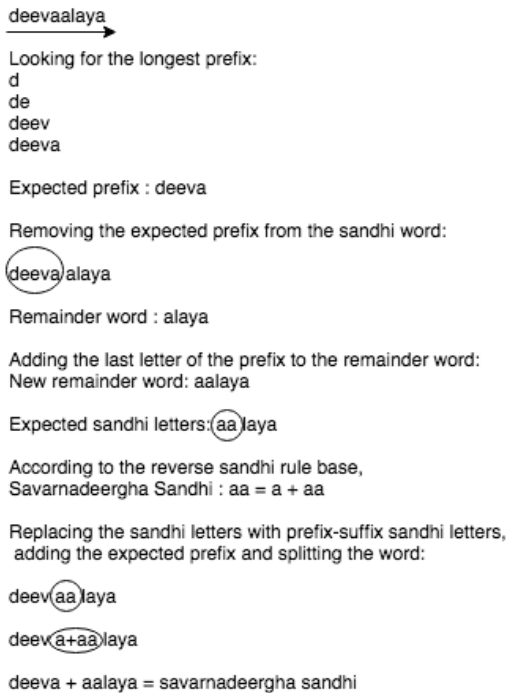 deevaalaya
Looking for the longest prefix:
d
de
deev
deeva
Expected prefix : deeva
Removing the expected prefix from the sandhi word:
deeva alaya
Remainder word : alaya
Adding the last letter of the prefix to the remainder word:
New remainder word: aalaya
Expected sandhi letters: aa laya
According to the reverse sandhi rule base,
Savarnadeergha Sandhi : aa = a + aa
Replacing the sandhi letters with prefix-suffix sandhi letters,
adding the expected prefix and splitting the word:
deev aa laya
deev a+aa laya
deeva + aalaya = savarnadeergha sandhi